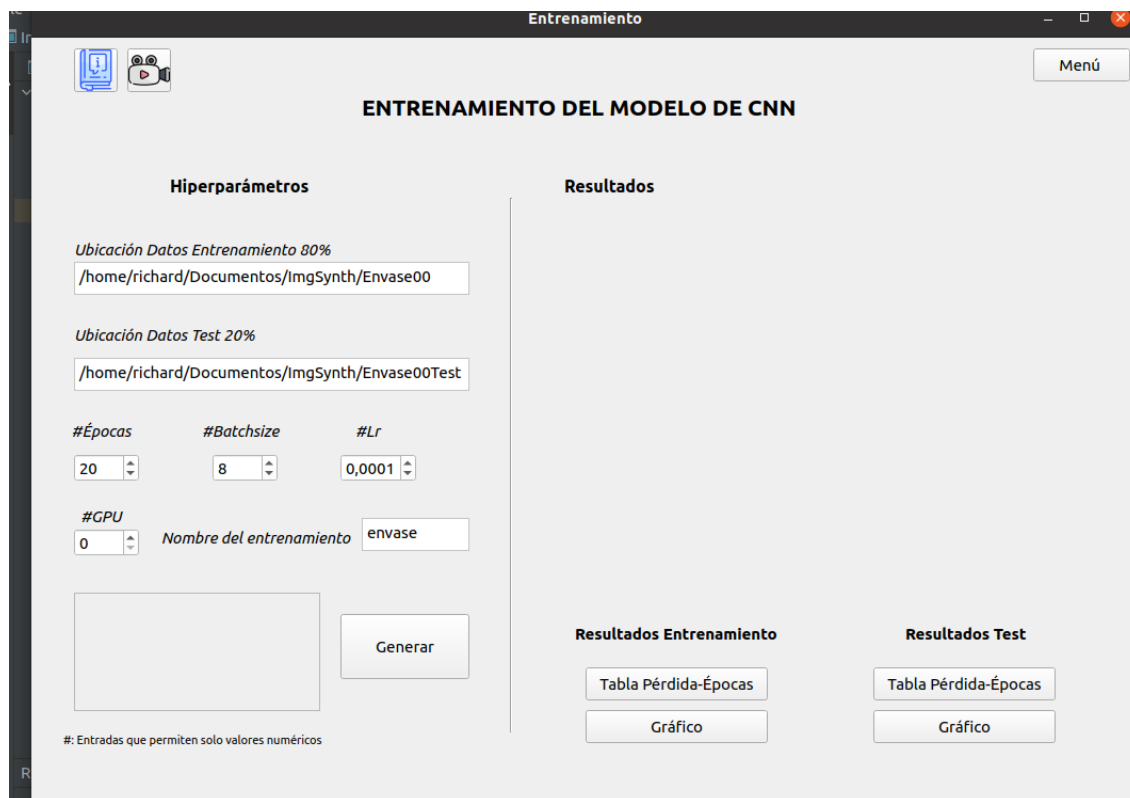 Entrenamiento
Menú
ENTRENAMIENTO DEL MODELO DE CNN
Hiperparámetros
Resultados
Ubicación Datos Entrenamiento 80%
/home/richard/Documentos/ImgSynth/Envase00
Ubicación Datos Test 20%
/home/richard/Documentos/ImgSynth/Envase00Test
#Épocas #Batchsize #Lr
20 8 0,0001
#GPU
0
Nombre del entrenamiento envase
Generar
#: Entradas que permiten solo valores numéricos
Resultados Entrenamiento Resultados Test
Tabla Pérdida-Épocas Tabla Pérdida-Épocas
Gráfico Gráfico